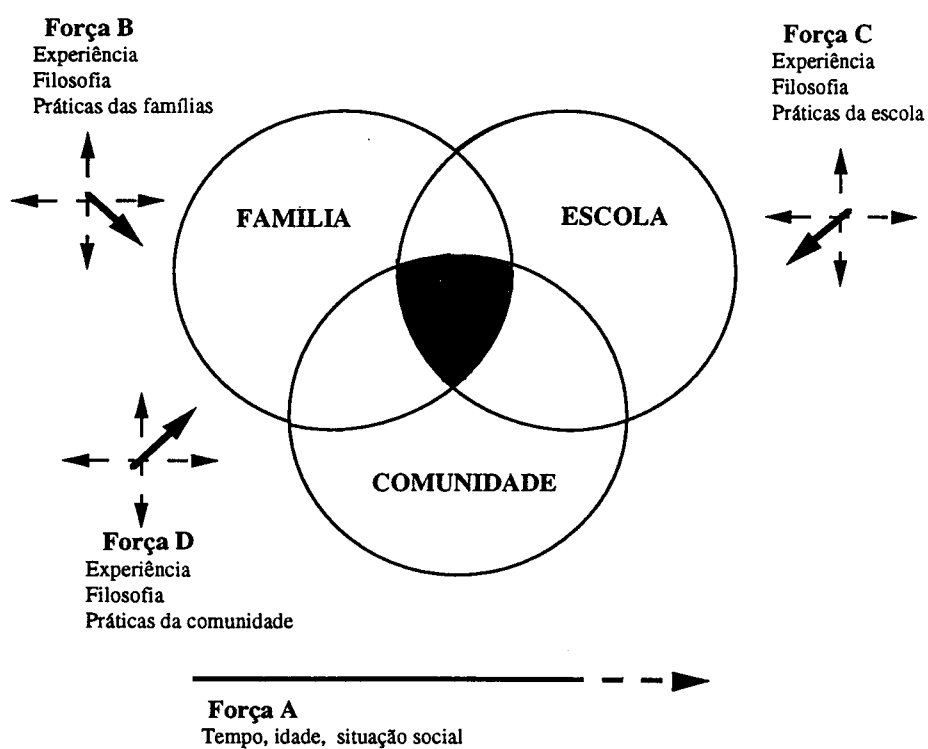 Força B
Experiência
Filosofia
Práticas das famílias
Força C
Experiência
Filosofia
Práticas da escola
FAMÍLIA
ESCOLA
COMUNIDADE
Força D
Experiência
Filosofia
Práticas da comunidade
Força A
Tempo, idade, situação social